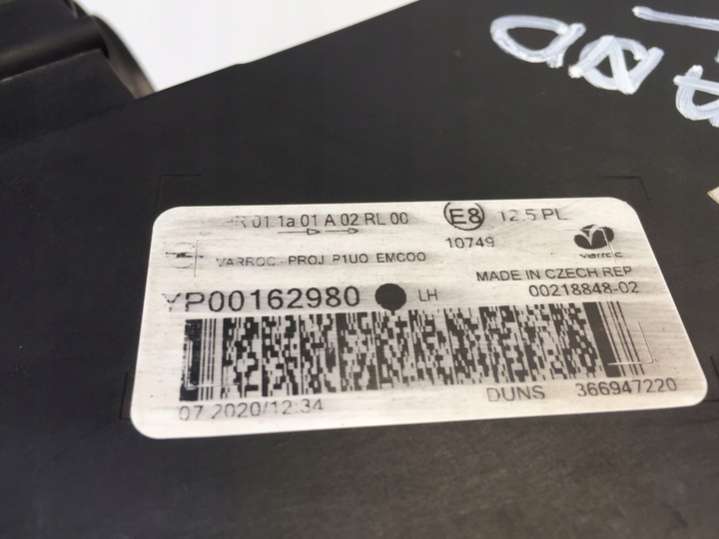 R 01 1a 01 A 02 RL 00
E8
12.5 PL
10749
VARROC - PROJ P1UO EMCOO
varroc
MADE IN CZECH REP
YP00162980
LH
00218848-02
07 2020/12:34
DUNS 366947220